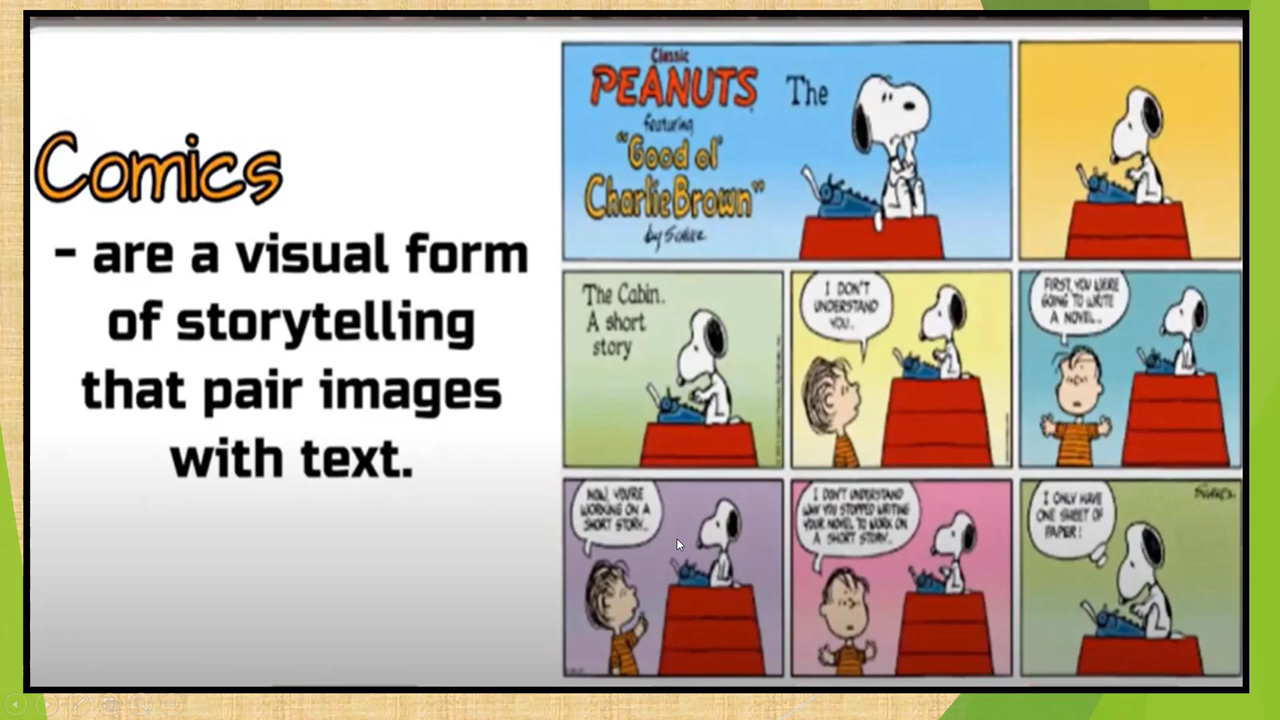 Comics
- are a visual form
of storytelling
that pair images
with text.
Classic
PEANUTS
featuring
"Good ol'
Charlie Brown"
by Schulz
The
The Cabin.
A short
story
I DON'T
UNDERSTAND
YOU..
FIRST, YOU WERE
GOING TO WRITE
A NOVEL...
NOW, YOU'RE
WORKING ON A
SHORT STORY...
I DON'T UNDERSTAND
WHY YOU STOPPED WRITING
YOUR NOVEL TO WORK ON
A SHORT STORY...
I ONLY HAVE
ONE SHEET OF
PAPER!
SCHULZ